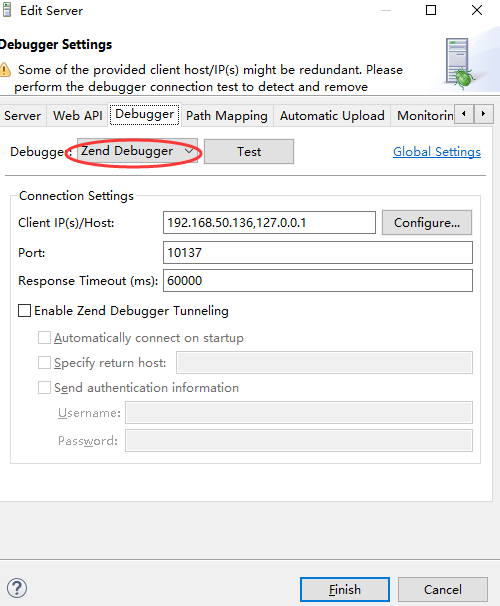 Edit Server
Debugger Settings
Some of the provided client host/IP(s) might be redundant. Please
perform the debugger connection test to detect and remove
Server Web API Debugger Path Mapping Automatic Upload Monitorin
Debugger: Zend Debugger Test Global Settings
Connection Settings
Client IP(s)/Host: 192.168.50.136,127.0.0.1 Configure...
Port: 10137
Response Timeout (ms): 60000
Enable Zend Debugger Tunneling
Automatically connect on startup
Specify return host:
Send authentication information
Username:
Password:
? Finish Cancel